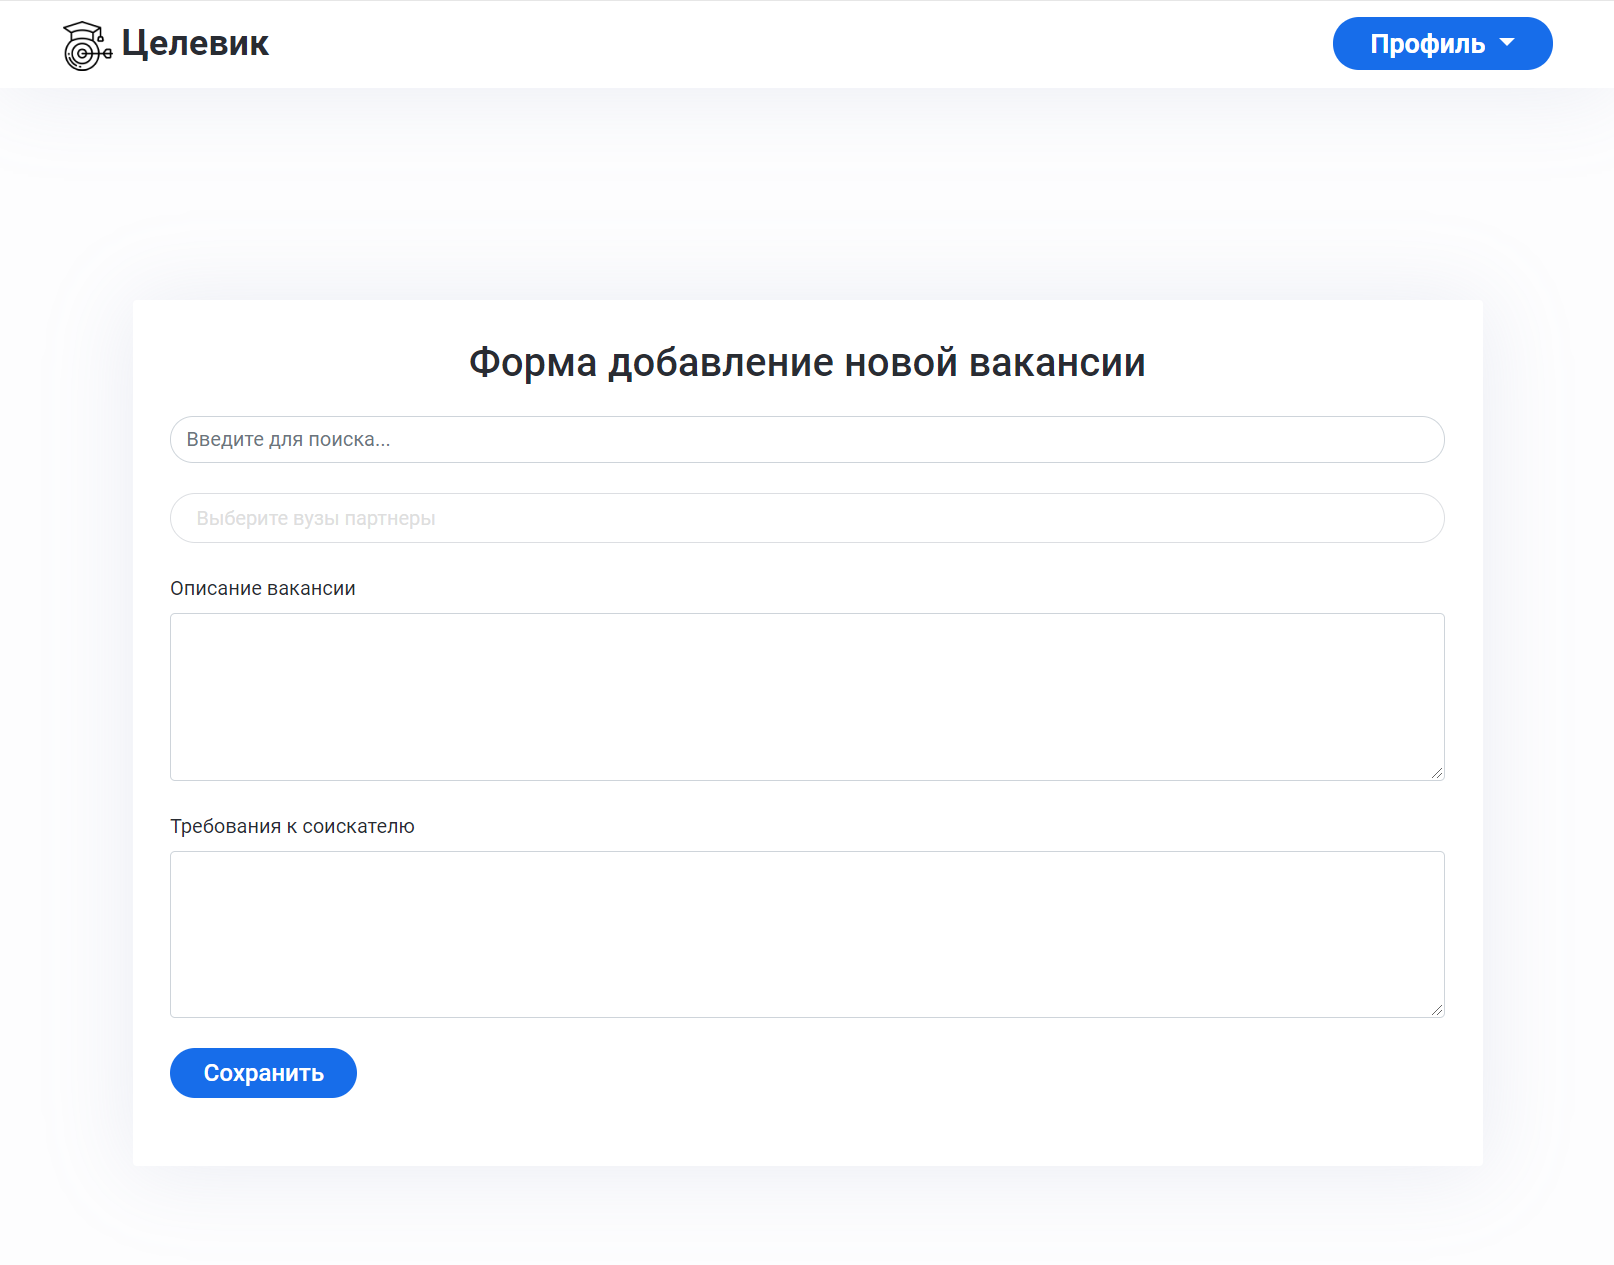 Целевик
Профиль
Форма добавление новой вакансии
Введите для поиска...
Выберите вузы партнеры
Описание вакансии
Требования к соискателю
Сохранить